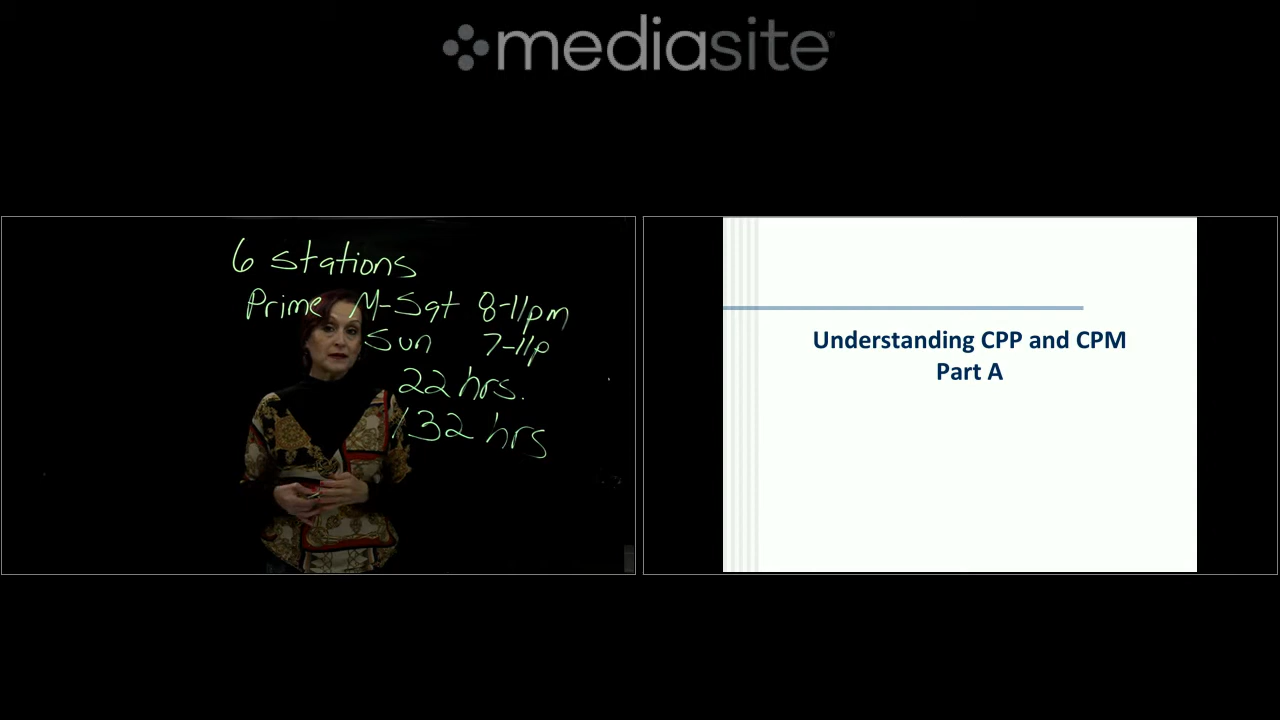 mediasite
6 stations
Prime M-Sat 8-11pm
Sun 7-11p
22 hrs.
132 hrs
Understanding CPP and CPM
Part A